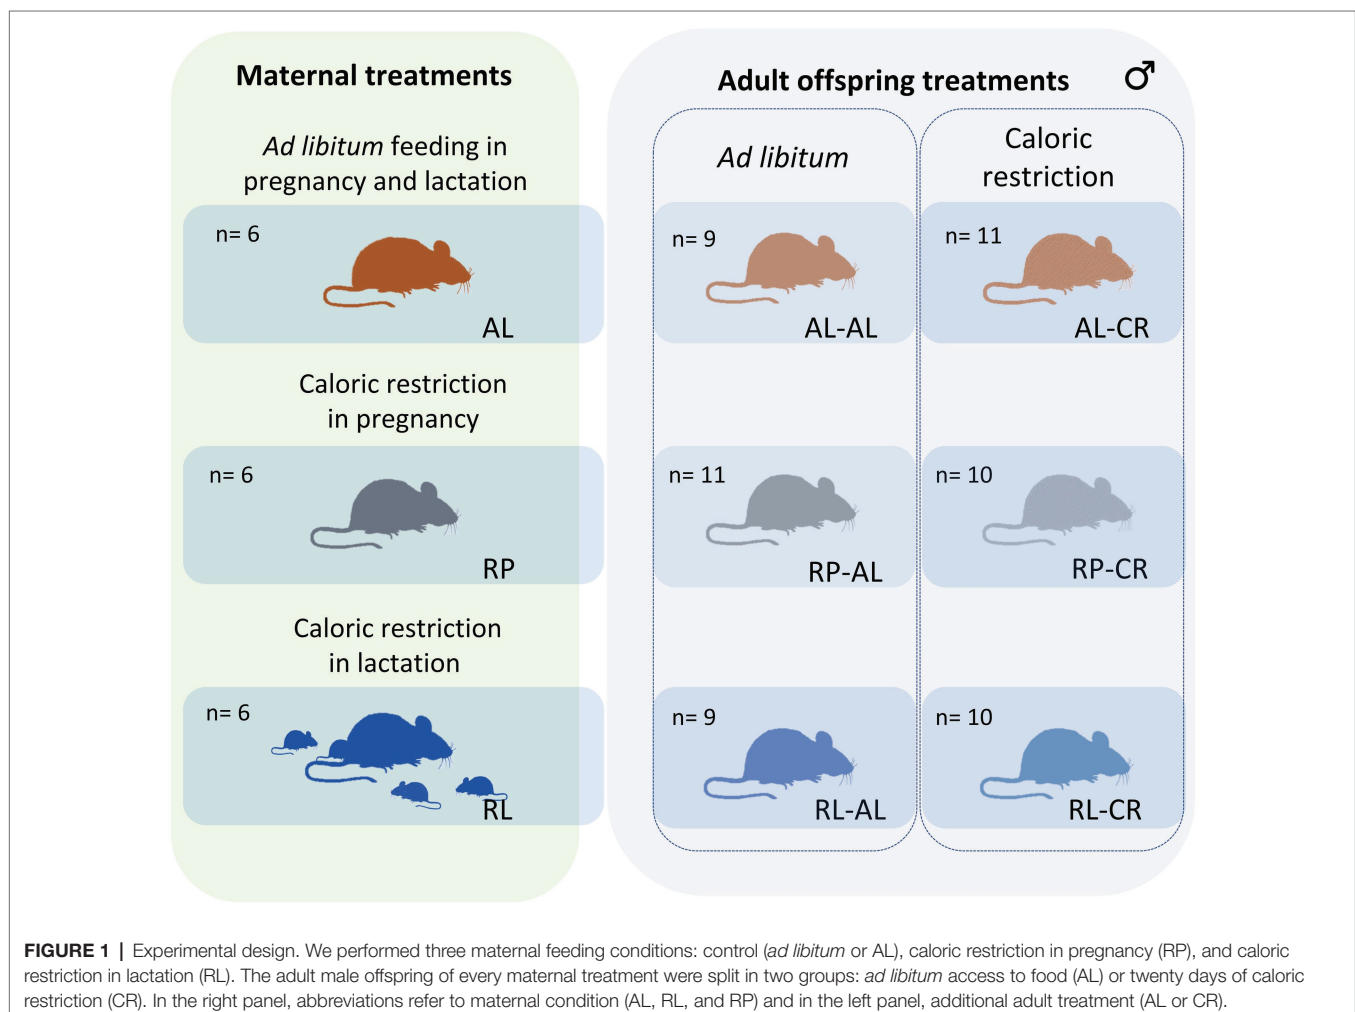 Maternal treatments
Ad libitum feeding in
pregnancy and lactation
n= 6
AL
Caloric restriction
in pregnancy
n= 6
RP
Caloric restriction
in lactation
n= 6
RL
Adult offspring treatments ♂
Ad libitum
Caloric
restriction
n= 9
AL-AL
n= 11
AL-CR
n= 11
RP-AL
n= 10
RP-CR
n= 9
RL-AL
n= 10
RL-CR
FIGURE 1 | Experimental design. We performed three maternal feeding conditions: control (ad libitum or AL), caloric restriction in pregnancy (RP), and caloric
restriction in lactation (RL). The adult male offspring of every maternal treatment were split in two groups: ad libitum access to food (AL) or twenty days of caloric
restriction (CR). In the right panel, abbreviations refer to maternal condition (AL, RL, and RP) and in the left panel, additional adult treatment (AL or CR).